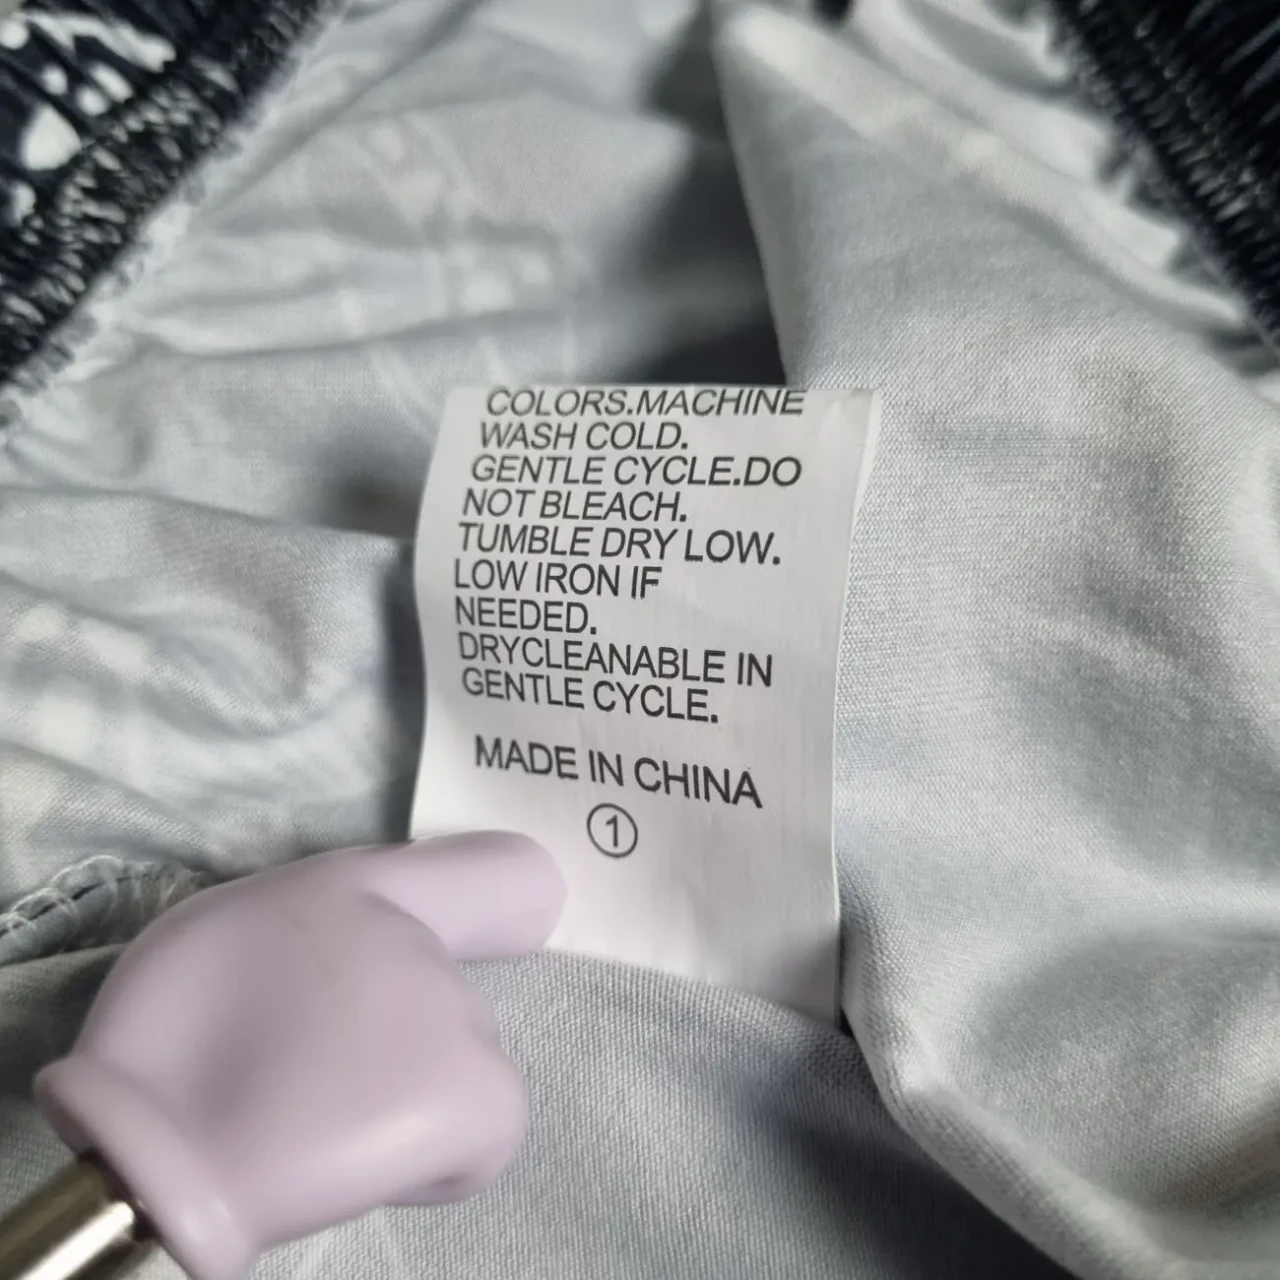 COLORS.MACHINE
WASH COLD.
GENTLE CYCLE.DO
NOT BLEACH.
TUMBLE DRY LOW.
LOW IRON IF
NEEDED.
DRYCLEANABLE IN
GENTLE CYCLE.
MADE IN CHINA
1